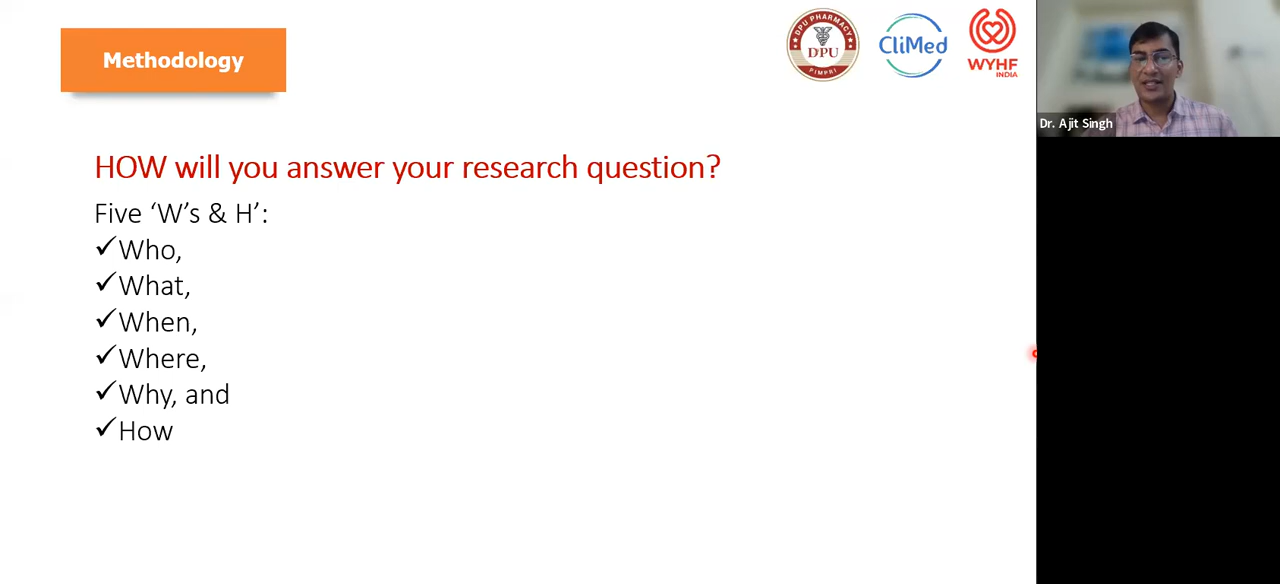 Methodology
DPU PHARMACY
DPU
PIMPRI
CliMed
WYHF
INDIA
Dr. Ajit Singh
HOW will you answer your research question?
Five ‘W’s & H’:
✓Who,
✓What,
✓When,
✓Where,
✓Why, and
✓How